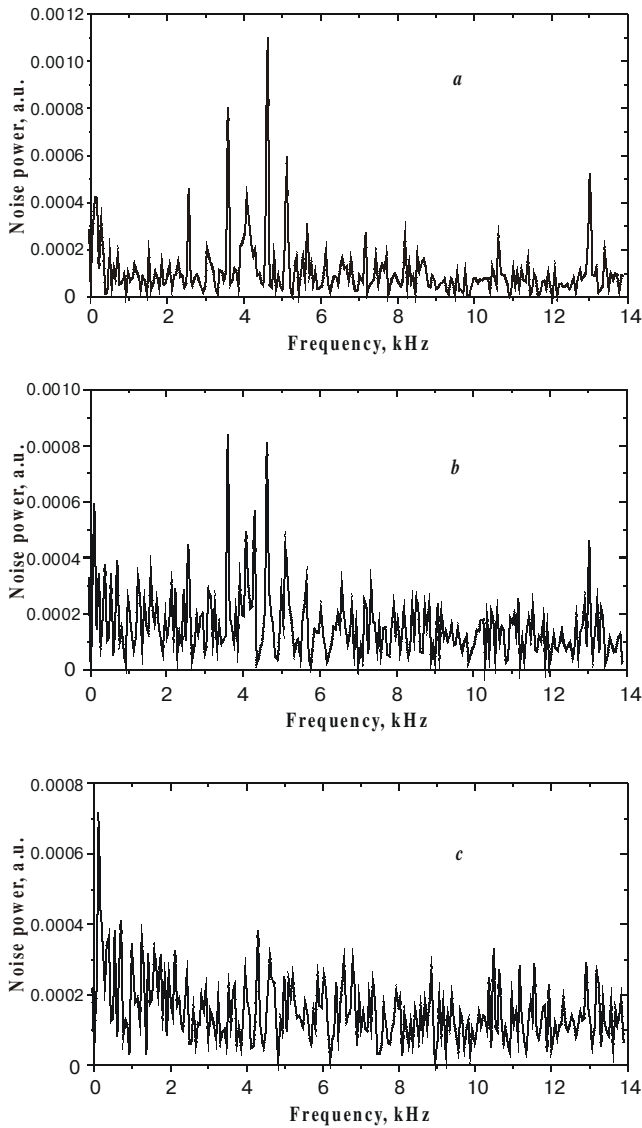 0.0012
0.0010
0.0008
0.0006
0.0004
0.0002
0
Noise power, a.u.
a
0 2 4 6 8 10 12 14
Frequency, kHz
0.0010
0.0008
0.0006
0.0004
0.0002
0
Noise power, a.u.
b
0 2 4 6 8 10 12 14
Frequency, kHz
0.0008
0.0006
0.0004
0.0002
0
Noise power, a.u.
c
0 2 4 6 8 10 12 14
Frequency, kHz